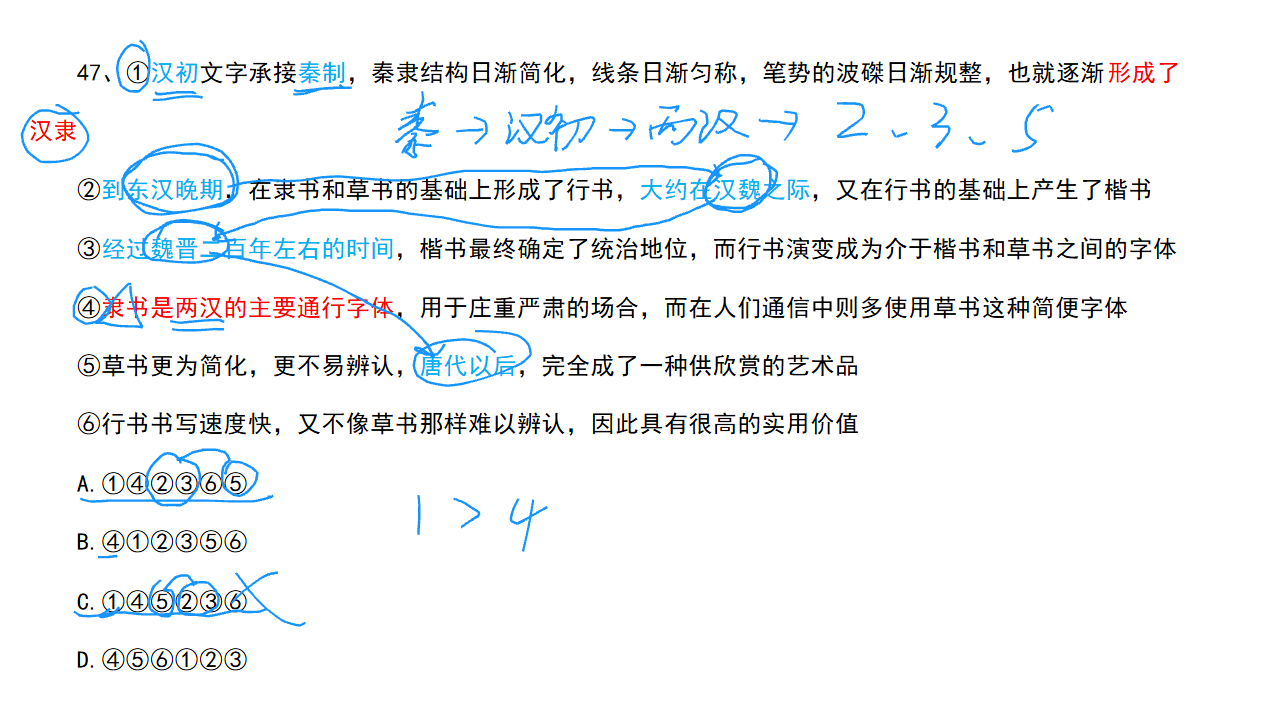 47、①汉初文字承接秦制，秦隶结构日渐简化，线条日渐匀称，笔势的波磔日渐规整，也就逐渐形成了
汉隶
秦→汉初→两汉→2、3、5
②到东汉晚期，在隶书和草书的基础上形成了行书，大约在汉魏之际，又在行书的基础上产生了楷书
③经过魏晋二百年左右的时间，楷书最终确定了统治地位，而行书演变成为介于楷书和草书之间的字体
④隶书是两汉的主要通行字体，用于庄重严肃的场合，而在人们通信中则多使用草书这种简便字体
⑤草书更为简化，更不易辨认，唐代以后，完全成了一种供欣赏的艺术品
⑥行书书写速度快，又不像草书那样难以辨认，因此具有很高的实用价值
A.①④②③⑥⑤
1>4
B.④①②③⑤⑥
C.①④⑤②③⑥
D.④⑤⑥①②③